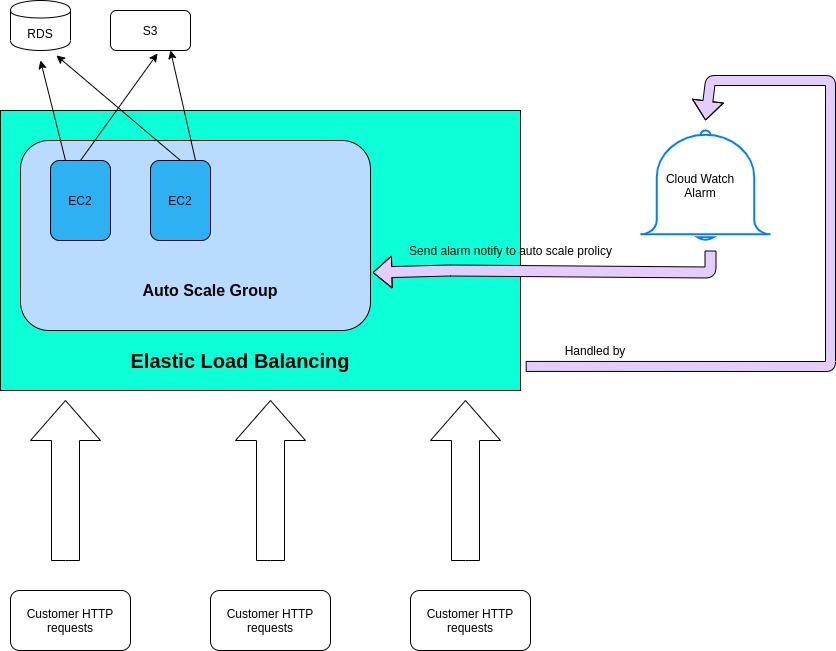 RDS
S3
EC2
EC2
Cloud Watch
Alarm
Send alarm notify to auto scale prolicy
Auto Scale Group
Elastic Load Balancing
Handled by
Customer HTTP
requests
Customer HTTP
requests
Customer HTTP
requests